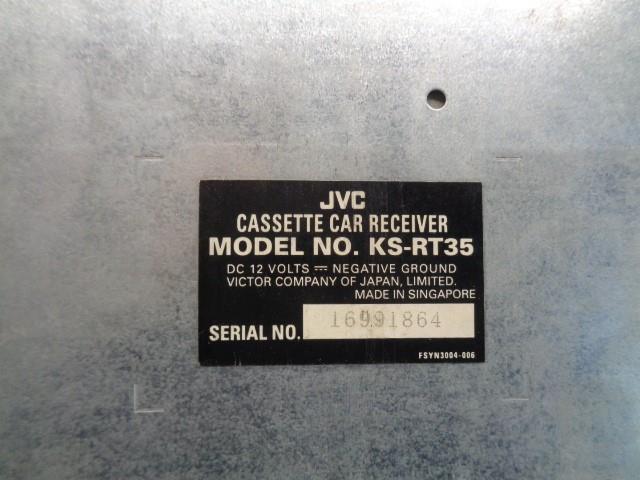 JVC
CASSETTE CAR RECEIVER
MODEL NO. KS-RT35
DC 12 VOLTS ⎓ NEGATIVE GROUND
VICTOR COMPANY OF JAPAN, LIMITED.
MADE IN SINGAPORE
SERIAL NO. 16991864
FSYN3004-006